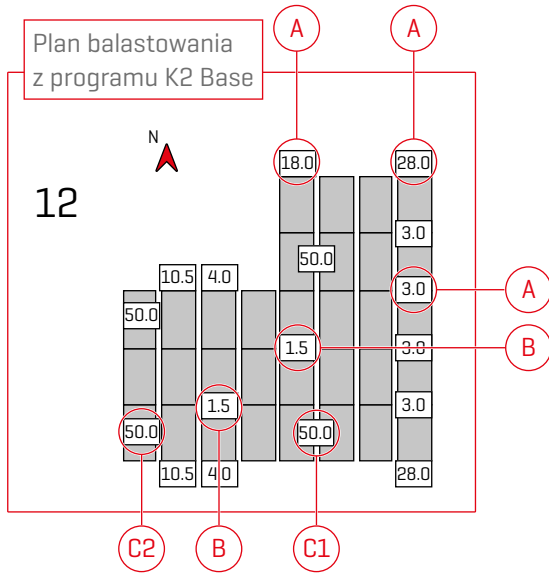 A A
Plan balastowania
z programu K2 Base
N
18.0 28.0
12
3.0
50.0
10.5 4.0
3.0 A
50.0
1.5 3.0 B
1.5 3.0
50.0 50.0
10.5 4.0 28.0
C2 B C1